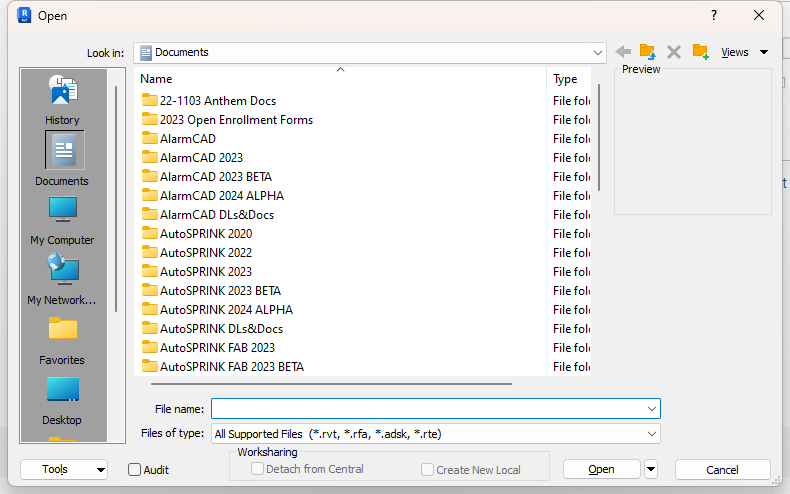 Open
?
Look in:
Documents
Views
Name
Type
Preview
History
Documents
My Computer
My Network...
Favorites
Desktop
22-1103 Anthem Docs
File fol
2023 Open Enrollment Forms
File fol
AlarmCAD
File fol
AlarmCAD 2023
File fol
AlarmCAD 2023 BETA
File fol
AlarmCAD 2024 ALPHA
File fol
AlarmCAD DLs&Docs
File fol
AutoSPRINK 2020
File fol
AutoSPRINK 2022
File fol
AutoSPRINK 2023
File fol
AutoSPRINK 2023 BETA
File fol
AutoSPRINK 2024 ALPHA
File fol
AutoSPRINK DLs&Docs
File fol
AutoSPRINK FAB 2023
File fol
AutoSPRINK FAB 2023 BETA
File fol
File name:
Files of type:
All Supported Files (*.rvt, *.rfa, *.adsk, *.rte)
Tools
Audit
Worksharing
Detach from Central
Create New Local
Open
Cancel